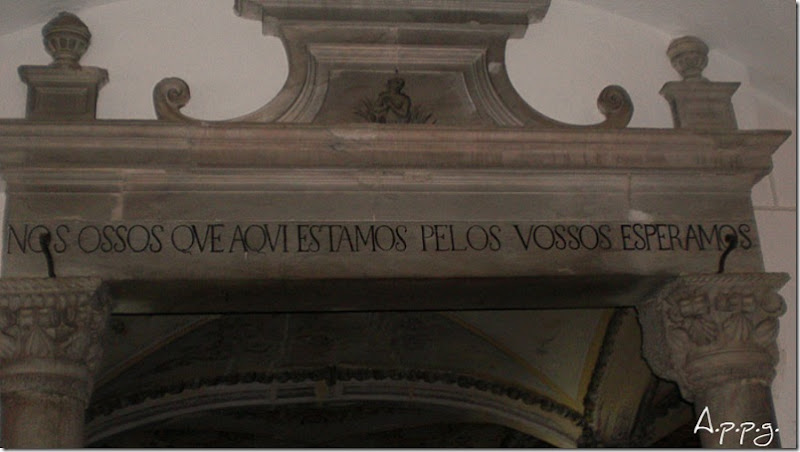 NOS OSSOS QVE AQVI ESTAMOS PELOS VOSSOS ESPERAMOS
A.p.p.g.